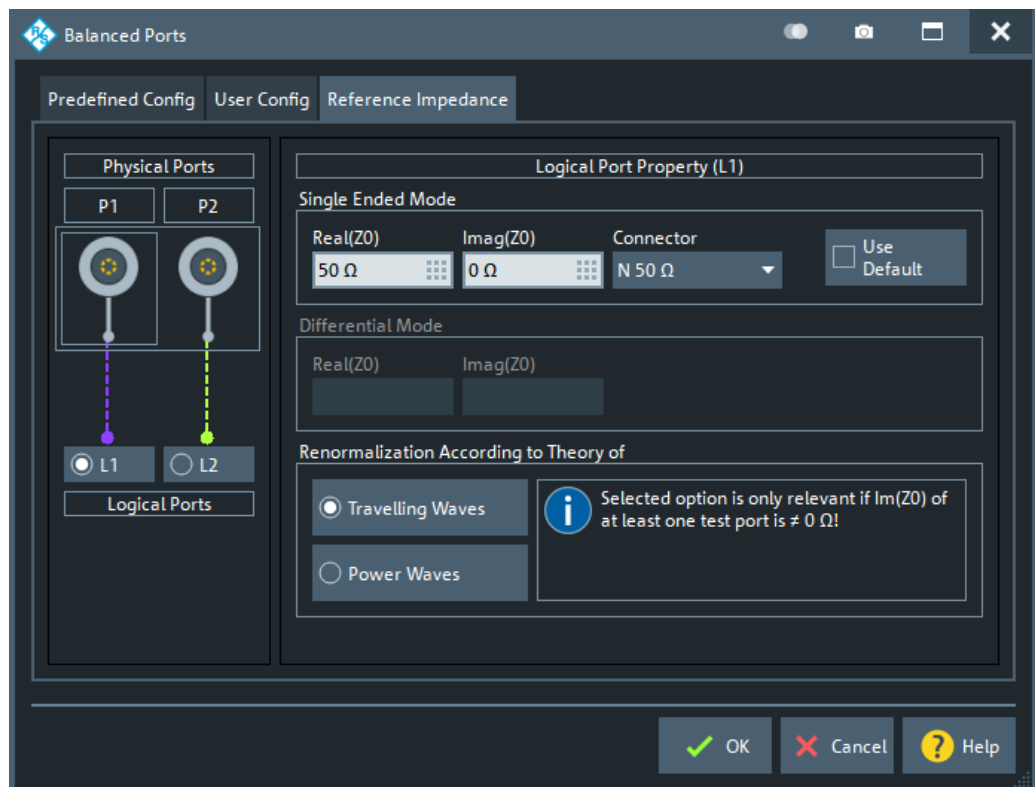 R&S
Balanced Ports
Predefined Config
User Config
Reference Impedance
Physical Ports
P1
P2
L1
L2
Logical Ports
Logical Port Property (L1)
Single Ended Mode
Real(Z0)
Imag(Z0)
Connector
50 Ω
0 Ω
N 50 Ω
Use
Default
Differential Mode
Real(Z0)
Imag(Z0)
Renormalization According to Theory of
Travelling Waves
Power Waves
Selected option is only relevant if Im(Z0) of
at least one test port is ≠ 0 Ω!
OK
Cancel
Help